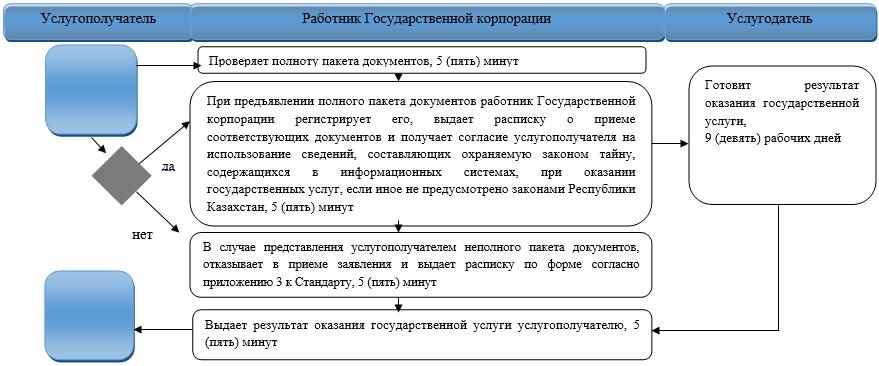 Услугополучатель
Работник Государственной корпорации
Услугодатель
Проверяет полноту пакета документов, 5 (пять) минут
При предъявлении полного пакета документов работник Государственной
корпорации регистрирует его, выдает расписку о приеме
соответствующих документов и получает согласие услугополучателя на
использование сведений, составляющих охраняемую законом тайну,
содержащихся в информационных системах, при оказании
государственных услуг, если иное не предусмотрено законами Республики
Казахстан, 5 (пять) минут
Готовит результат
оказания государственной
услуги,
9 (девять) рабочих дней
да
нет
В случае представления услугополучателем неполного пакета документов,
отказывает в приеме заявления и выдает расписку по форме согласно
приложению 3 к Стандарту, 5 (пять) минут
Выдает результат оказания государственной услуги услугополучателю, 5
(пять) минут